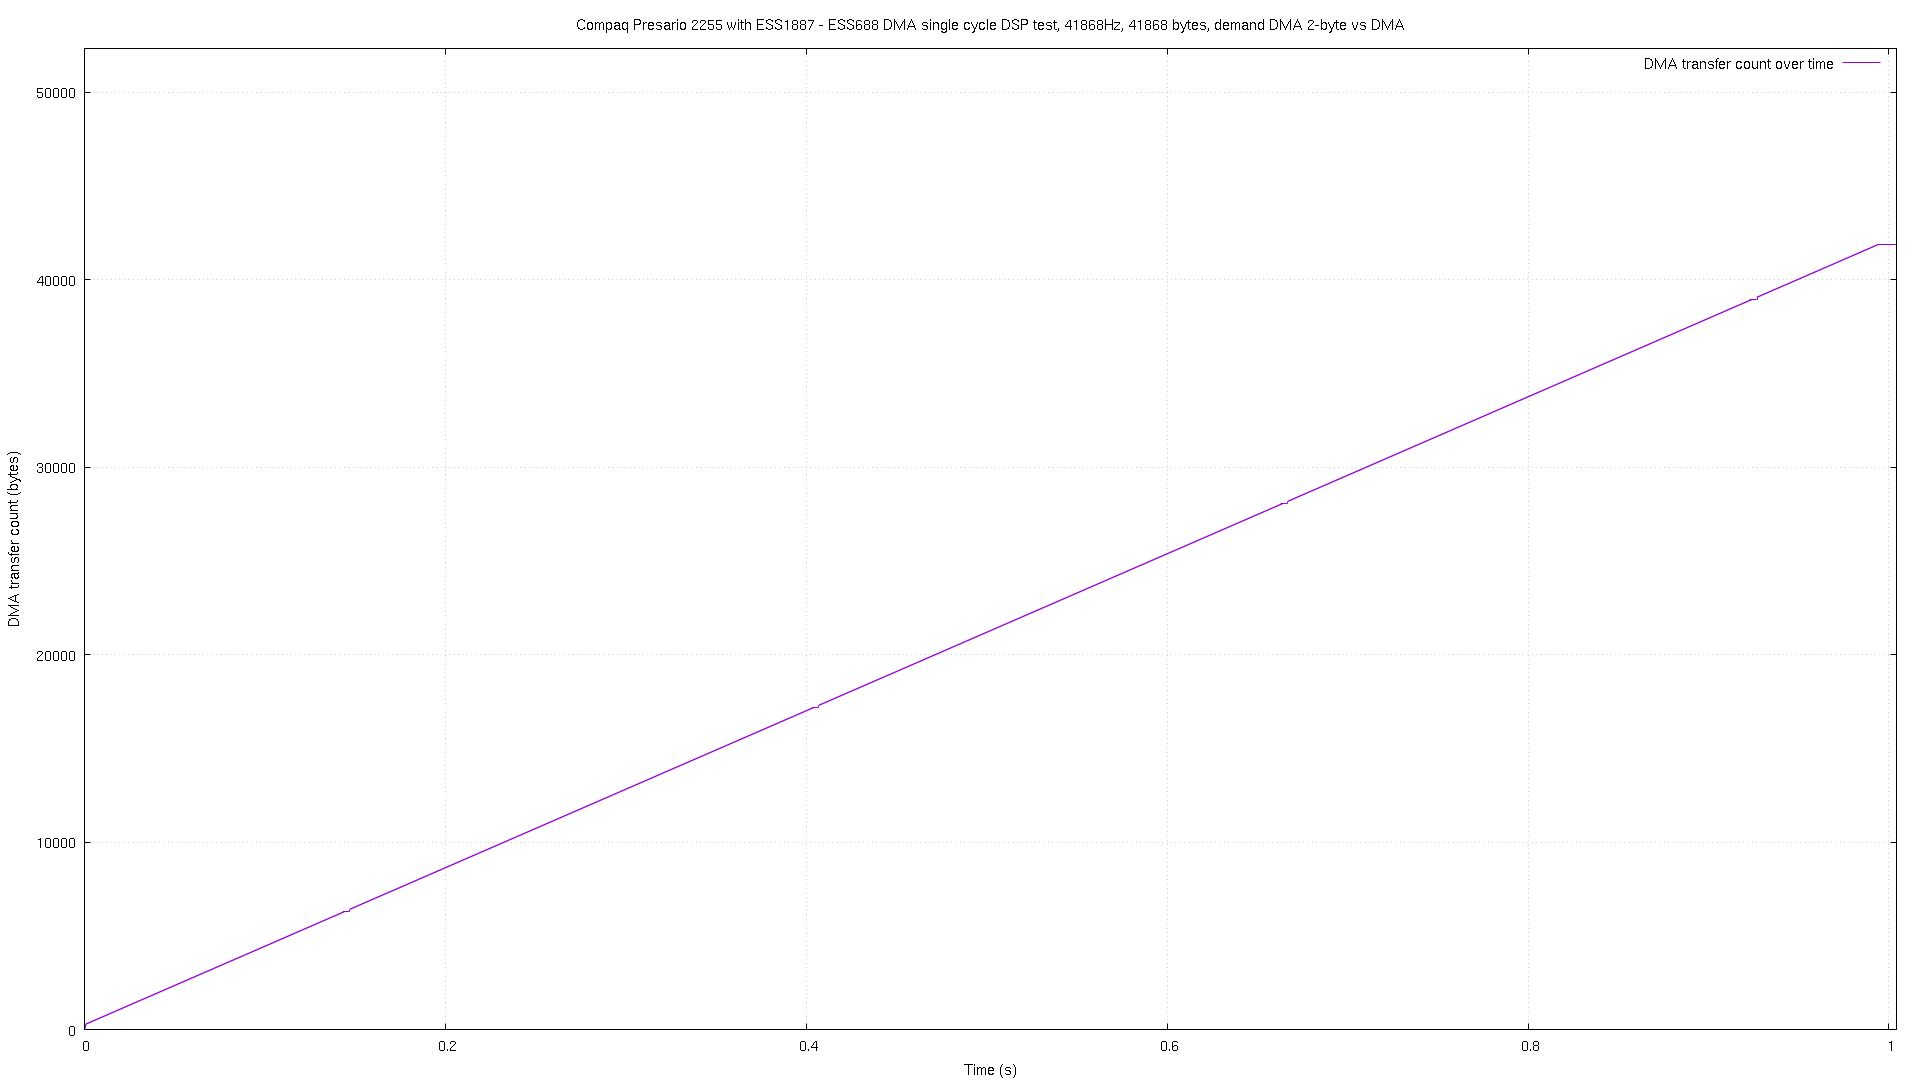 Compaq Presario 2255 with ESS1887 - ESS688 DMA single cycle DSP test, 41868Hz, 41868 bytes, demand DMA 2-byte vs DMA
DMA transfer count over time
50000
40000
30000
20000
10000
0
DMA transfer count (bytes)
0 0.2 0.4 0.6 0.8 1
Time (s)